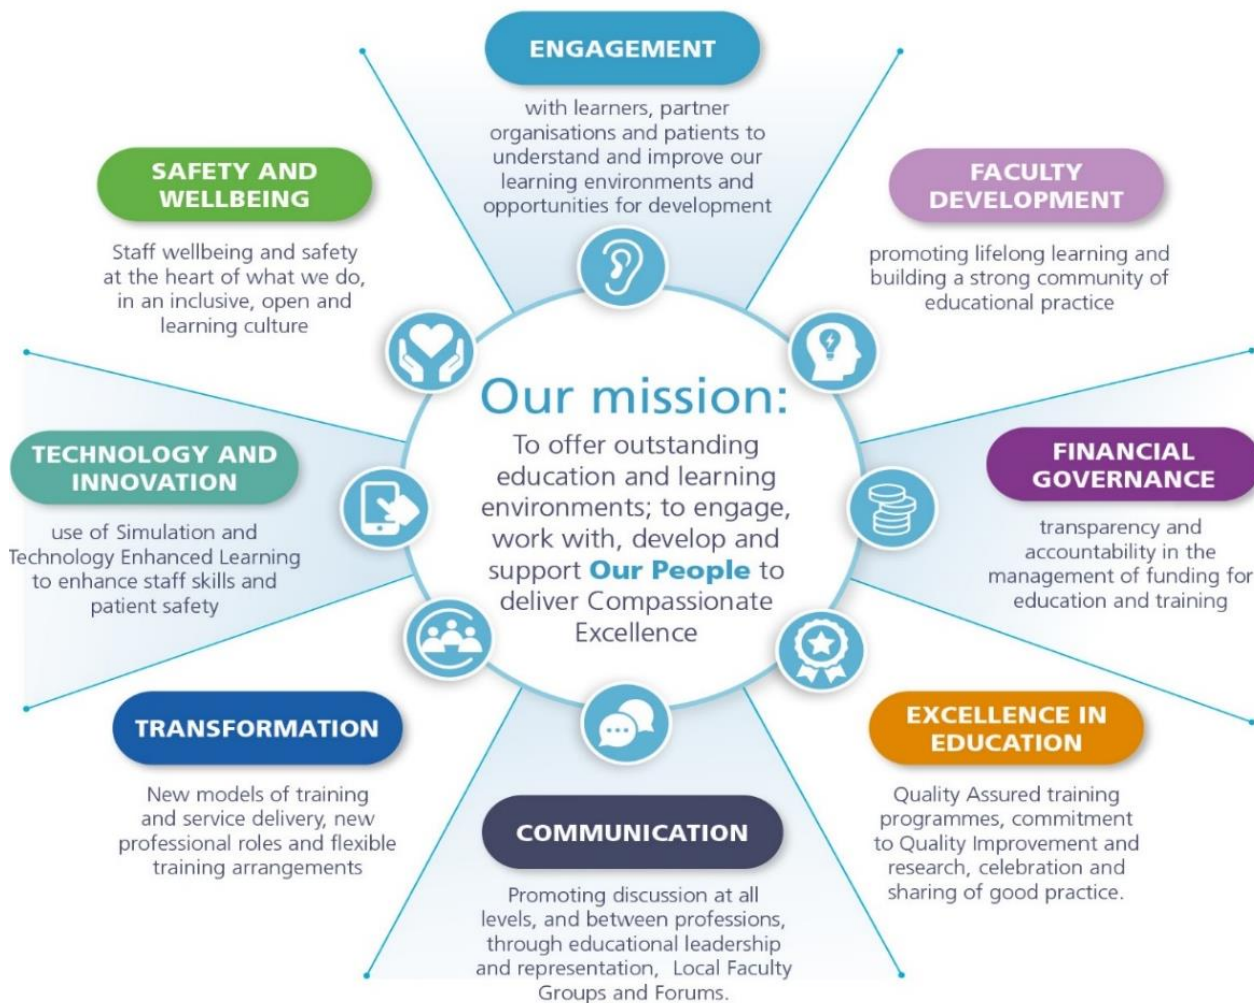 ENGAGEMENT
with learners, partner
organisations and patients to
understand and improve our
learning environments and
opportunities for development
SAFETY AND
WELLBEING
Staff wellbeing and safety
at the heart of what we do,
in an inclusive, open and
learning culture
FACULTY
DEVELOPMENT
promoting lifelong learning and
building a strong community of
educational practice
Our mission:
To offer outstanding
education and learning
environments; to engage,
work with, develop and
support Our People to
deliver Compassionate
Excellence
TECHNOLOGY AND
INNOVATION
use of Simulation and
Technology Enhanced Learning
to enhance staff skills and
patient safety
FINANCIAL
GOVERNANCE
transparency and
accountability in the
management of funding for
education and training
TRANSFORMATION
New models of training
and service delivery, new
professional roles and flexible
training arrangements
COMMUNICATION
Promoting discussion at all
levels, and between professions,
through educational leadership
and representation, Local Faculty
Groups and Forums.
EXCELLENCE IN
EDUCATION
Quality Assured training
programmes, commitment
to Quality Improvement and
research, celebration and
sharing of good practice.